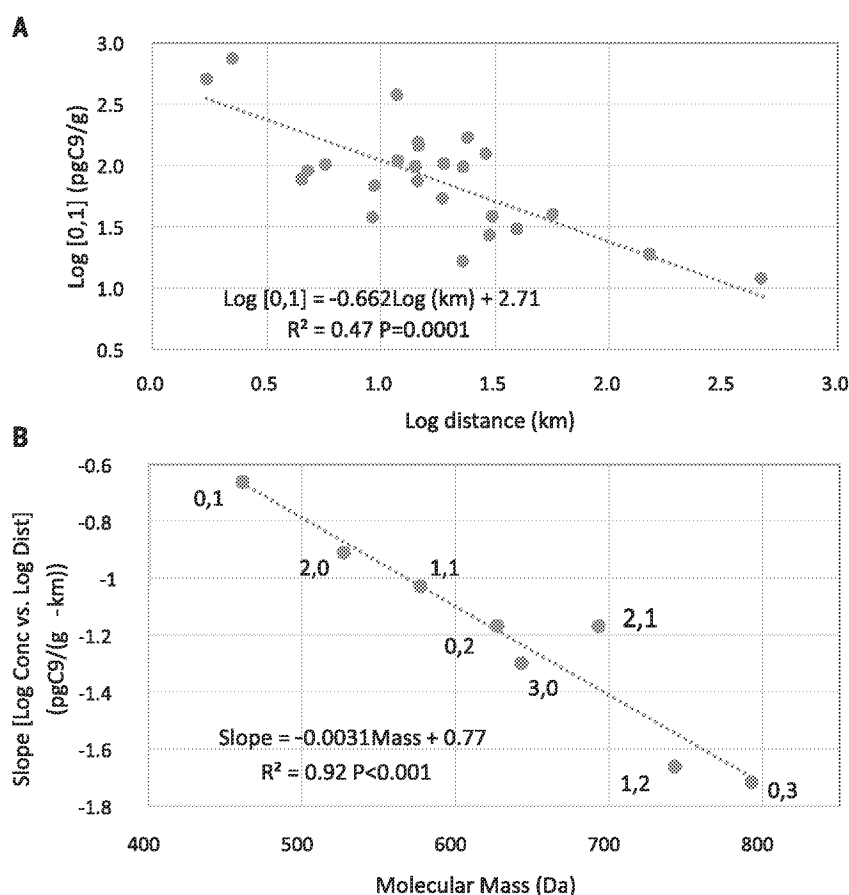 A
3.0
2.5
2.0
1.5
1.0
0.5
Log [0,1] (pgC9/g)
Log [0,1] = -0.662Log (km) + 2.71
R² = 0.47 P=0.0001
0.0 0.5 1.0 1.5 2.0 2.5 3.0
Log distance (km)
B
-0.6
-0.8
-1
-1.2
-1.4
-1.6
-1.8
Slope [Log Conc vs. Log Dist]
(pgC9/(g -km))
0,1
2,0
1,1
0,2
2,1
3,0
1,2
0,3
Slope = -0.0031Mass + 0.77
R² = 0.92 P<0.001
400 500 600 700 800
Molecular Mass (Da)